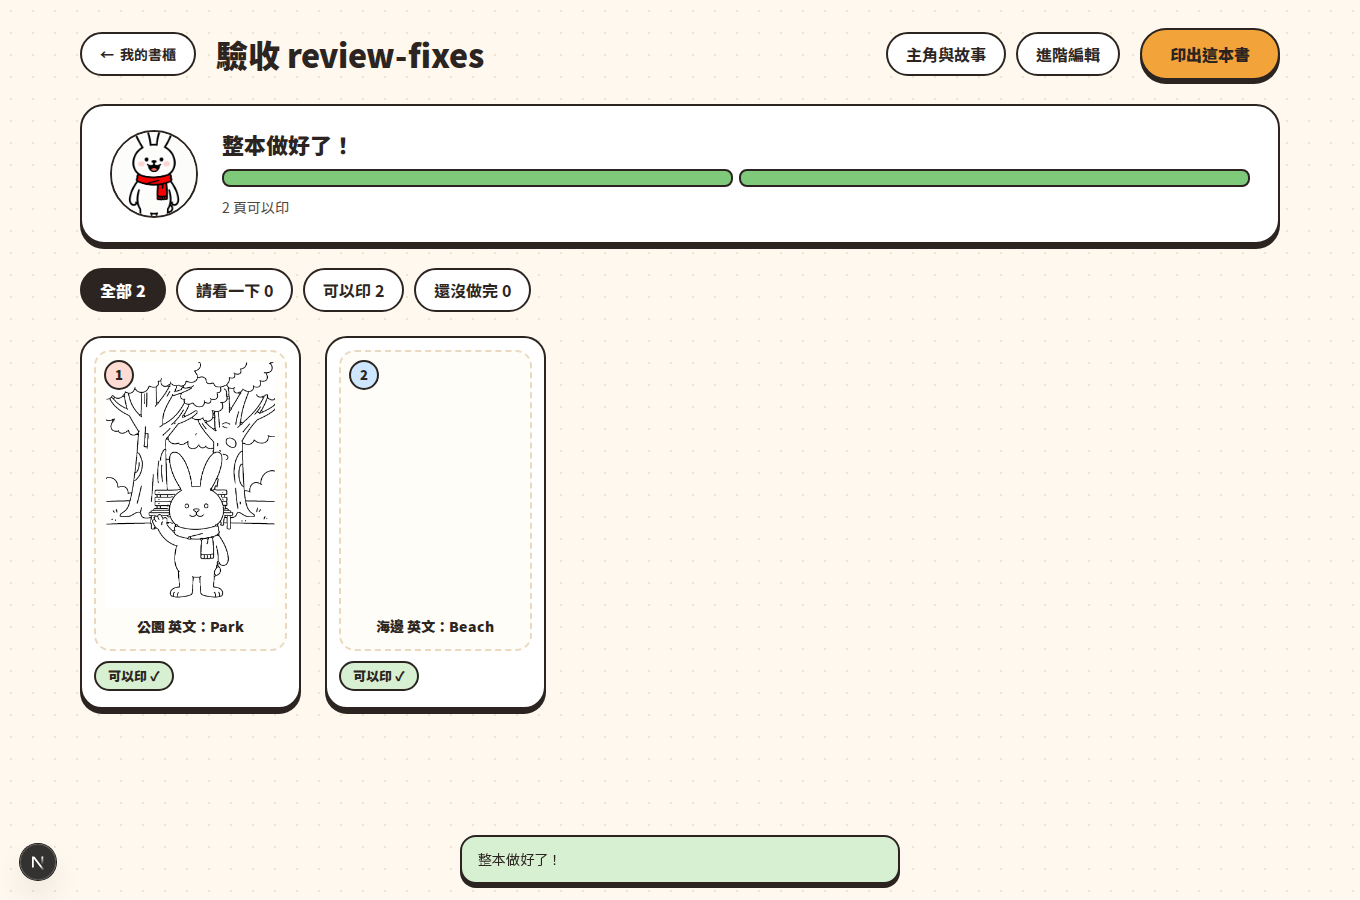 ← 我的書櫃
驗收 review-fixes
主角與故事
進階編輯
印出這本書
整本做好了！
2 頁可以印
全部 2
請看一下 0
可以印 2
還沒做完 0
1
公園 英文：Park
可以印 ✓
2
海邊 英文：Beach
可以印 ✓
N
整本做好了！